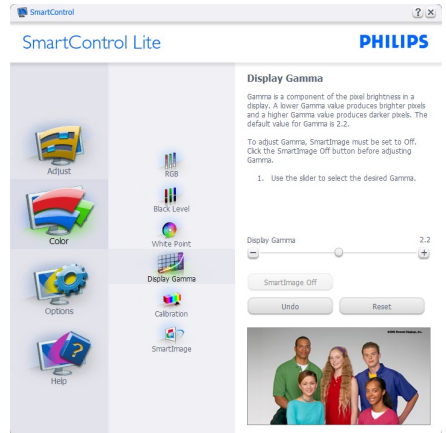 SmartControl
SmartControl Lite
PHILIPS
Adjust
Color
Options
Help
RGB
Black Level
White Point
Display Gamma
Calibration
SmartImage
Display Gamma
Gamma is a component of the pixel brightness in a
display. A lower Gamma value produces brighter pixels
and a higher Gamma value produces darker pixels. The
default value for Gamma is 2.2.
To adjust Gamma, SmartImage must be set to Off.
Click the SmartImage Off button before adjusting
Gamma.
1. Use the slider to select the desired Gamma.
Display Gamma 2.2
SmartImage Off
Undo Reset